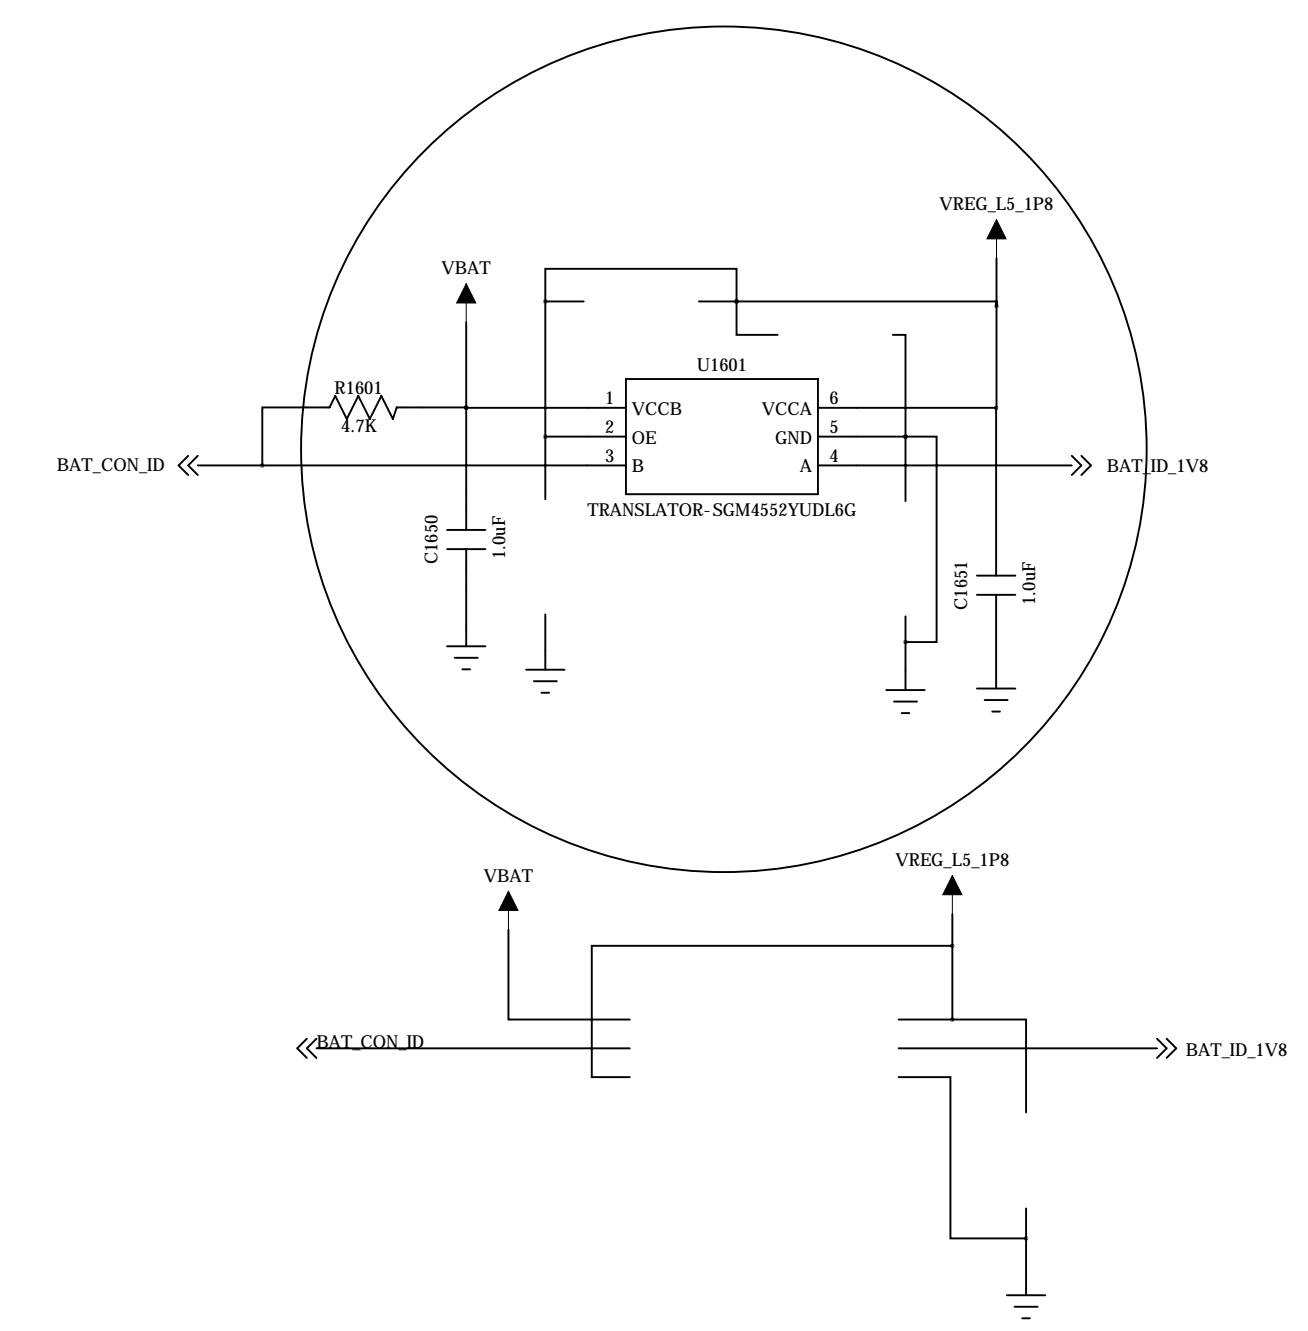 VREG_L5_1P8
VBAT
U1601
R1601
4.7K
1 VCCB VCCA 6
2 OE GND 5
3 B A 4
BAT_CON_ID
BAT_ID_1V8
TRANSLATOR-SGM4552YUDL6G
C1650
1.0uF
C1651
1.0uF
VREG_L5_1P8
VBAT
BAT_CON_ID
BAT_ID_1V8